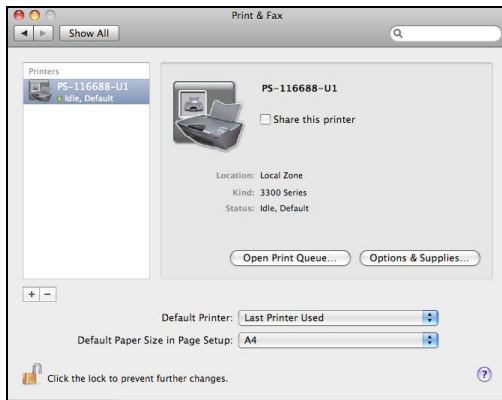 Print & Fax
Show All
Printers
PS-116688-U1
Idle, Default
PS-116688-U1
Share this printer
Location: Local Zone
Kind: 3300 Series
Status: Idle, Default
Open Print Queue...
Options & Supplies...
+ −
Default Printer: Last Printer Used
Default Paper Size in Page Setup: A4
Click the lock to prevent further changes.
?